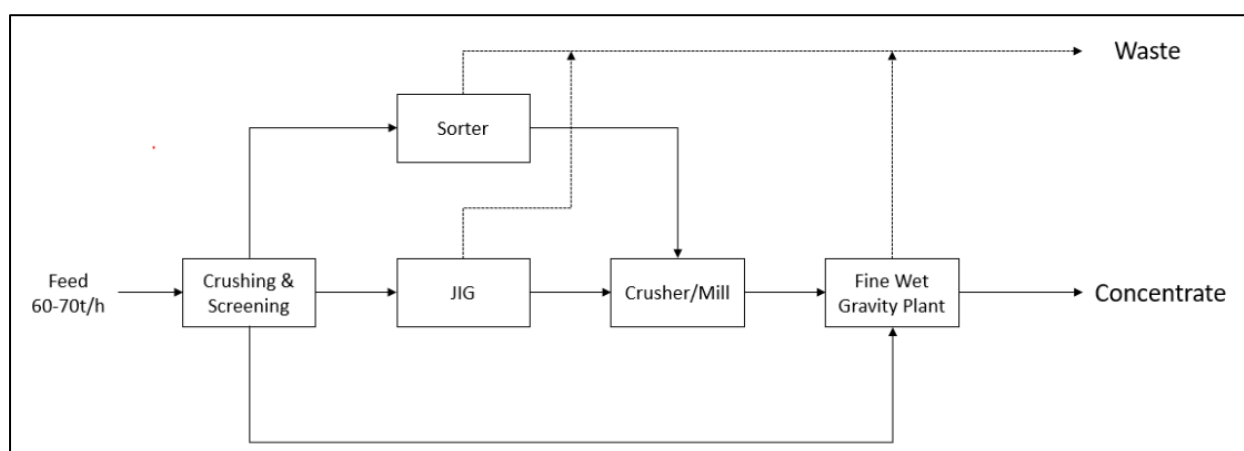 Waste
Sorter
Feed
60-70t/h
Crushing &
Screening
JIG
Crusher/Mill
Fine Wet
Gravity Plant
Concentrate